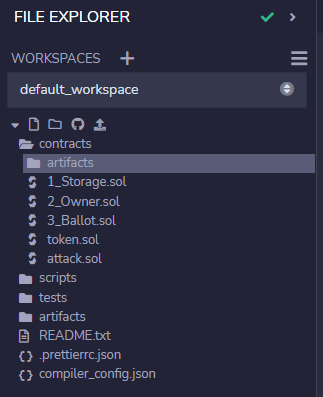 FILE EXPLORER
WORKSPACES
default_workspace
contracts
artifacts
1_Storage.sol
2_Owner.sol
3_Ballot.sol
token.sol
attack.sol
scripts
tests
artifacts
README.txt
.prettierrc.json
compiler_config.json